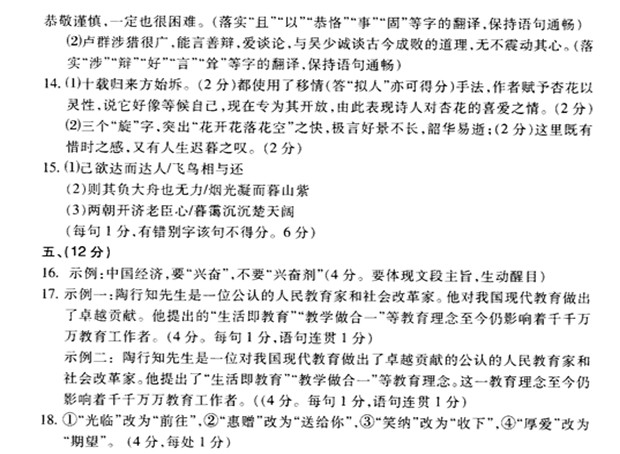 恭敬谨慎,一定也很困难。(落实“且”“以”“恭恪”“事”“固”等字的翻译,保持语句通畅)
(2)卢群涉猎很广,能言善辩,爱谈论,与吴少诚谈古今成败的道理,无不震动其心。(落
实“涉”“辩”“好”“言”“耸”等字的翻译,保持语句通畅)
14. (1)十载归来方始坼。(2分)都使用了移情(答“拟人”亦可得分)手法,作者赋予杏花以
灵性,说它好像等候自己,现在专为其开放,由此表现诗人对杏花的喜爱之情。(2分)
(2)三个“旋”字,突出“花开花落花空”之快,极言好景不长,韶华易逝;(2分)这里既有
惜时之感,又有人生迟暮之叹。(2分)
15. (1)己欲达而达人/飞鸟相与还
(2)则其负大舟也无力/烟光凝而暮山紫
(3)两朝开济老臣心/暮霭沉沉楚天阔
(每句1分,有错别字该句不得分。6分)
五、(12分)
16. 示例:中国经济,要“兴奋”,不要“兴奋剂”(4分。要体现文段主旨,生动醒目)
17. 示例一:陶行知先生是一位公认的人民教育家和社会改革家。他对我国现代教育做出
了卓越贡献。他提出的“生活即教育”“教学做合一”等教育理念至今仍影响着千千万
万教育工作者。(4分。每句1分,语句连贯1分)
示例二:陶行知先生是一位对我国现代教育做出了卓越贡献的公认的人民教育家和
社会改革家。他提出了“生活即教育”“教学做合一”等教育理念。这一教育理念至今仍
影响着千千万万教育工作者。((4分。每句1分,语句连贯1分)
18. ①“光临”改为“前往”,②“惠赠”改为“送给你”,③“笑纳”改为“收下”,④“厚爱”改为
“期望”。(4分,每处1分)